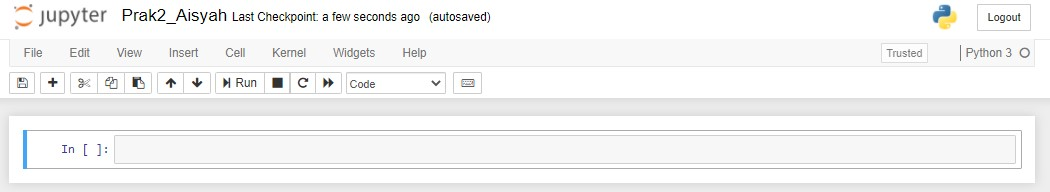 jupyter Prak2_Aisyah Last Checkpoint: a few seconds ago (autosaved) Logout
File Edit View Insert Cell Kernel Widgets Help Trusted Python 3
Run Code
In [ ]: